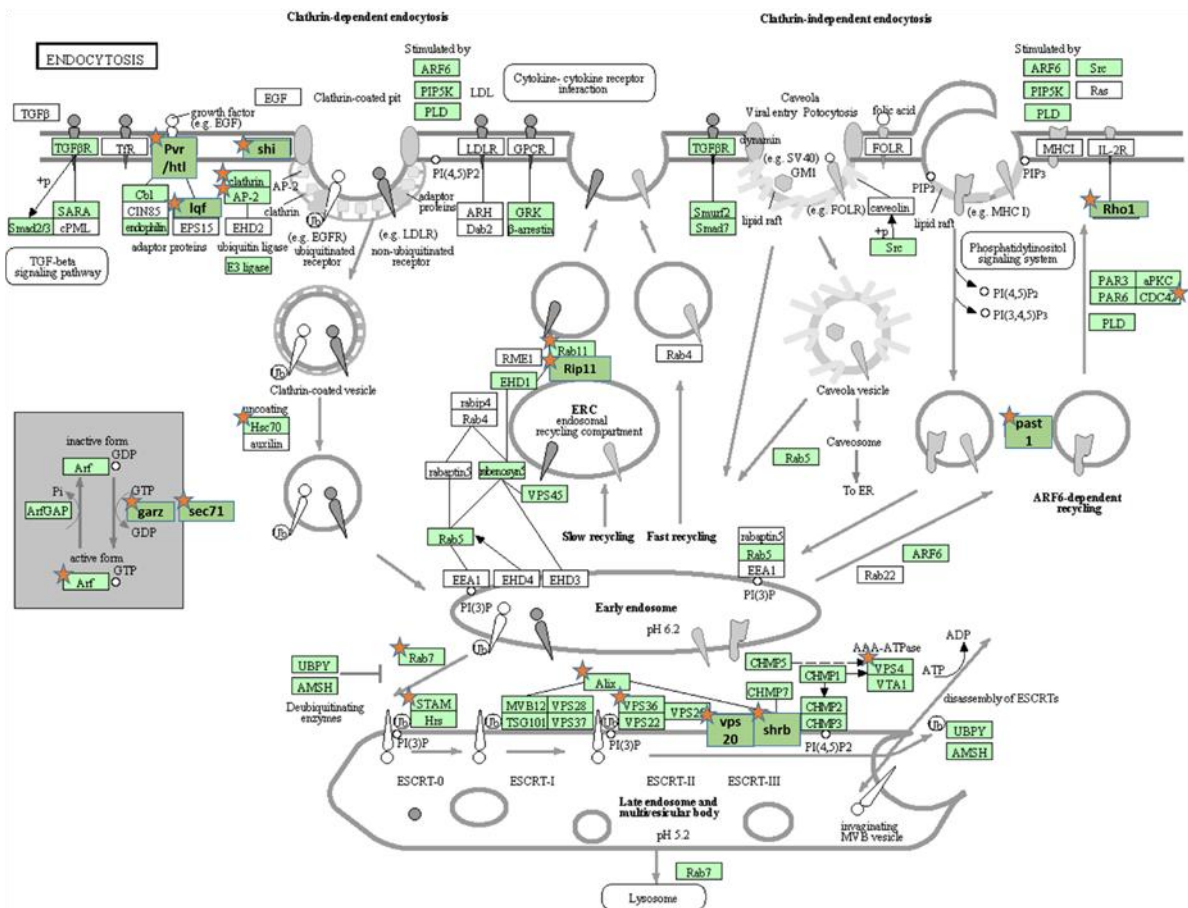 Clathrin-dependent endocytosis
Clathrin-independent endocytosis
ENDOCYTOSIS
Stimulated by
ARF6
PIP5K
PLD
LDL
Cytokine- cytokine receptor
interaction
Stimulated by
ARF6
Src
PIP5K
Ras
PLD
TGFβ
growth factor
(e.g. EGF)
EGF
Clathrin-coated pit
Caveola
Viral entry Potocytosis
folic acid
TGFβR
TfR
Pvr
/htl
shi
PI(4,5)P2
LDLR
GPCR
TGFβR
dynamin
(e.g. SV40)
GM1
FOLR
PIP2
PIP3
MHCI
IL-2R
+p
Smad2/3
SARA
cPML
Cbl
CIN85
endophilin
lqf
EPS15
adaptor proteins
clathrin
AP-2
EHD2
ubiquitin ligase
E3 ligase
AP-2
clathrin
Ub
adaptor
proteins
(e.g. EGFR)
ubiquitinated
receptor
(e.g. LDLR)
non-ubiquitinated
receptor
ARH
Dab2
GRK
β-arrestin
Smurf2
Smad7
lipid raft
(e.g. FOLR)
caveolin
+p
Src
lipid raft
(e.g. MHC I)
Rho1
TGF-beta
signaling pathway
Phosphatidylinositol
signaling system
PI(4,5)P2
PI(3,4,5)P3
PAR3
aPKC
PAR6
CDC42
PLD
Ub
Clathrin-coated vesicle
RME1
Rab11
Rip11
EHD1
Rab4
Caveola vesicle
uncoating
Hsc70
auxilin
rabip4
Rab4
ERC
endosomal
recycling compartment
rabaptin5
rabenosyn5
VPS45
Rab5
Caveosome
To ER
past
1
ARF6-dependent
recycling
inactive form
Arf
GDP
Pi
GTP
ArfGAP
garz
sec71
GDP
active form
GTP
Arf
Ub
Rab5
Slow recycling
Fast recycling
rabaptin5
Rab5
EEA1
PI(3)P
ARF6
Rab22
EEA1
EHD4
EHD3
PI(3)P
Early endosome
pH 6.2
Ub
UBPY
AMSH
Deubiquitinating
enzymes
Rab7
Alix
CHMP5
CHMP1
AAA-ATPase
VPS4
VTA1
ATP
ADP
disassembly of ESCRTs
STAM
Hrs
Ub
PI(3)P
MVB12
VPS28
TSG101
VPS37
Ub
VPS36
VPS22
Ub
PI(3)P
vps
20
CHMP7
shrb
CHMP2
CHMP3
PI(4,5)P2
Ub
UBPY
AMSH
ESCRT-0
ESCRT-I
ESCRT-II
ESCRT-III
Late endosome and
multivesicular body
pH 5.2
invaginating
MVB vesicle
Rab7
Lysosome